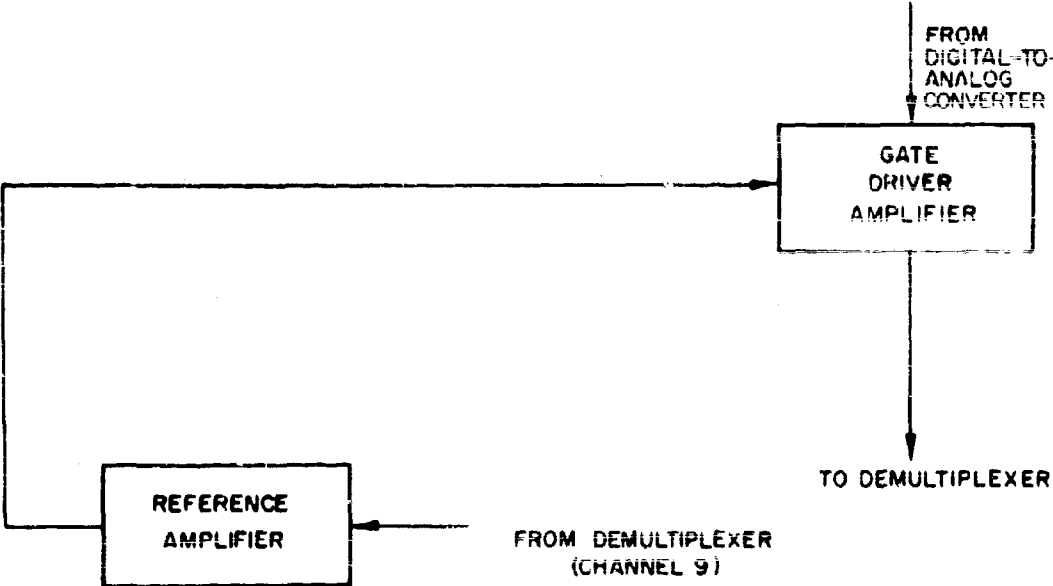 FROM
DIGITAL-TO-
ANALOG
CONVERTER
GATE
DRIVER
AMPLIFIER
TO DEMULTIPLEXER
REFERENCE
AMPLIFIER
FROM DEMULTIPLEXER
(CHANNEL 9)